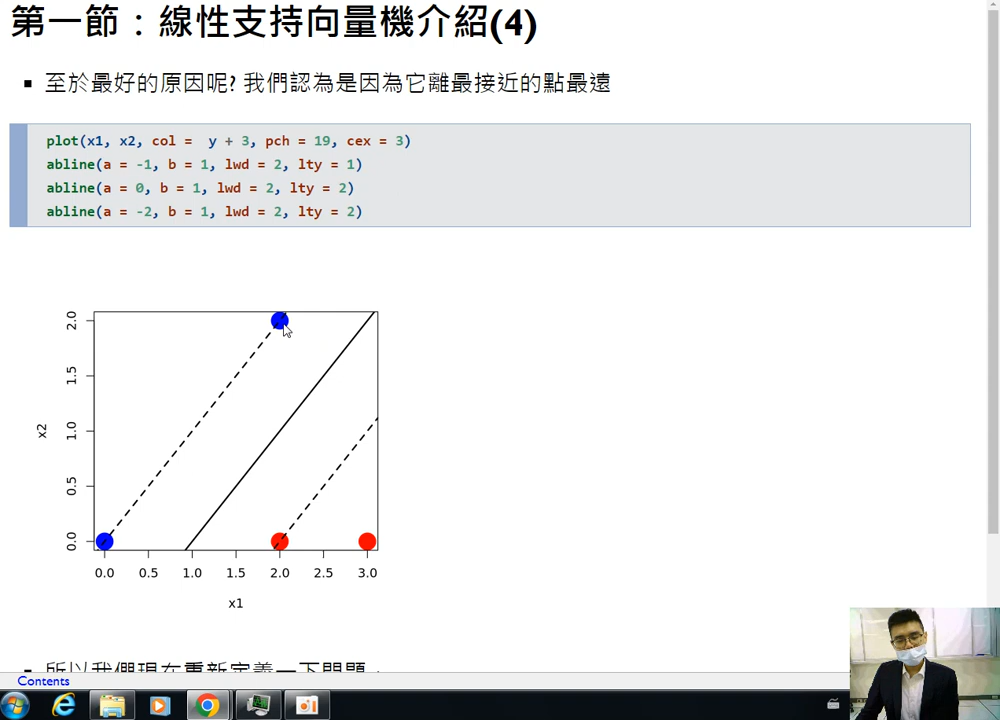 第一節：線性支持向量機介紹(4)
至於最好的原因呢? 我們認為是因為它離最接近的點最遠
plot(x1, x2, col =  y + 3, pch = 19, cex = 3)
abline(a = -1, b = 1, lwd = 2, lty = 1)
abline(a = 0, b = 1, lwd = 2, lty = 2)
abline(a = -2, b = 1, lwd = 2, lty = 2)
2.0
1.5
1.0
0.5
0.0
x2
0.0 0.5 1.0 1.5 2.0 2.5 3.0
x1
所以我們現在重新定義一下問題：
Contents